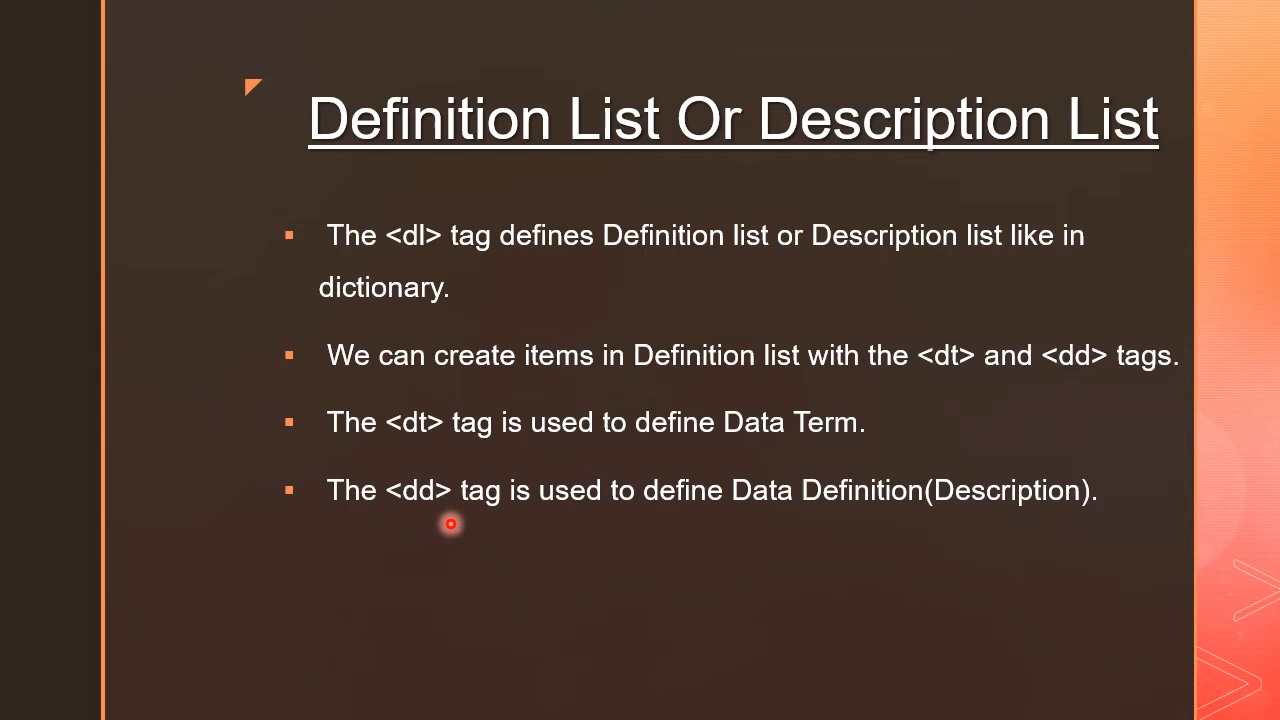 Definition List Or Description List
The <dl> tag defines Definition list or Description list like in
dictionary.
We can create items in Definition list with the <dt> and <dd> tags.
The <dt> tag is used to define Data Term.
The <dd> tag is used to define Data Definition(Description).